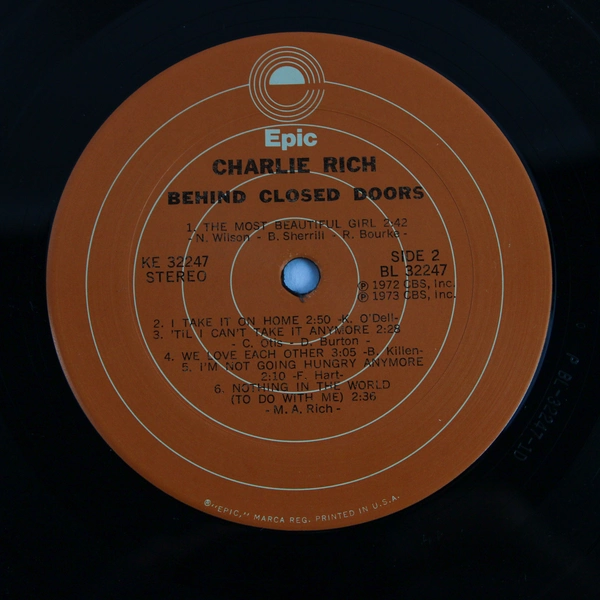 Epic
CHARLIE RICH
BEHIND CLOSED DOORS
1. THE MOST BEAUTIFUL GIRL 2:42
- N. Wilson - B. Sherrill - R. Bourke -
KE 32247
STEREO
SIDE 2
BL 32247
Ⓟ 1972 CBS, Inc.
Ⓟ 1973 CBS, Inc.
2. I TAKE IT ON HOME 2:50 -K. O'Dell-
3. 'TIL I CAN'T TAKE IT ANYMORE 2:28
- C. Otis - D. Burton -
4. WE LOVE EACH OTHER 3:05 -B. Killen-
5. I'M NOT GOING HUNGRY ANYMORE
2:10 -F. Hart-
6. NOTHING IN THE WORLD
(TO DO WITH ME) 2:36
- M. A. Rich -
®"EPIC," MARCA REG. PRINTED IN U.S.A.